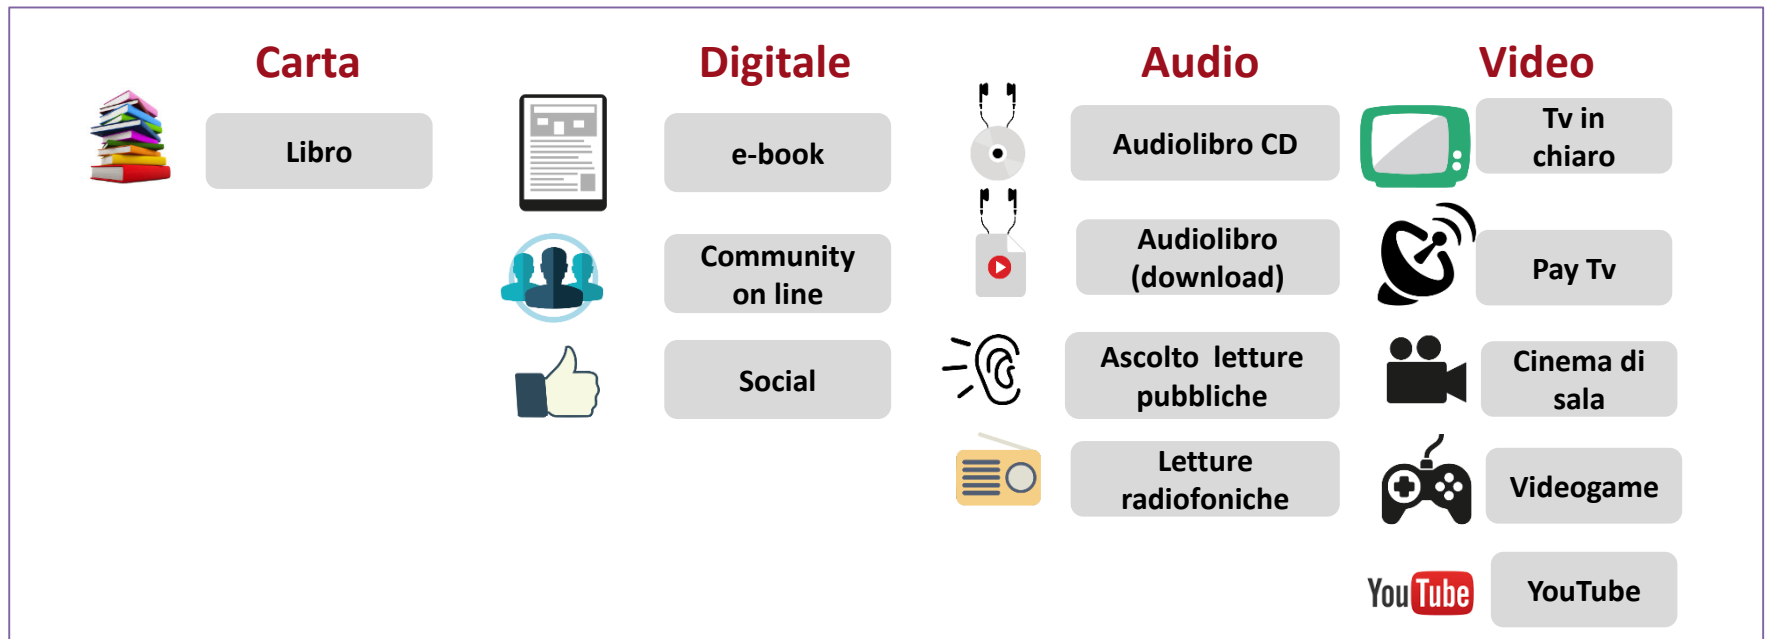 Carta
Libro
Digitale
e-book
Community
on line
Social
Audio
Audiolibro CD
Audiolibro
(download)
Ascolto letture
pubbliche
Letture
radiofoniche
Video
Tv in
chiaro
Pay Tv
Cinema di
sala
Videogame
YouTube
YouTube